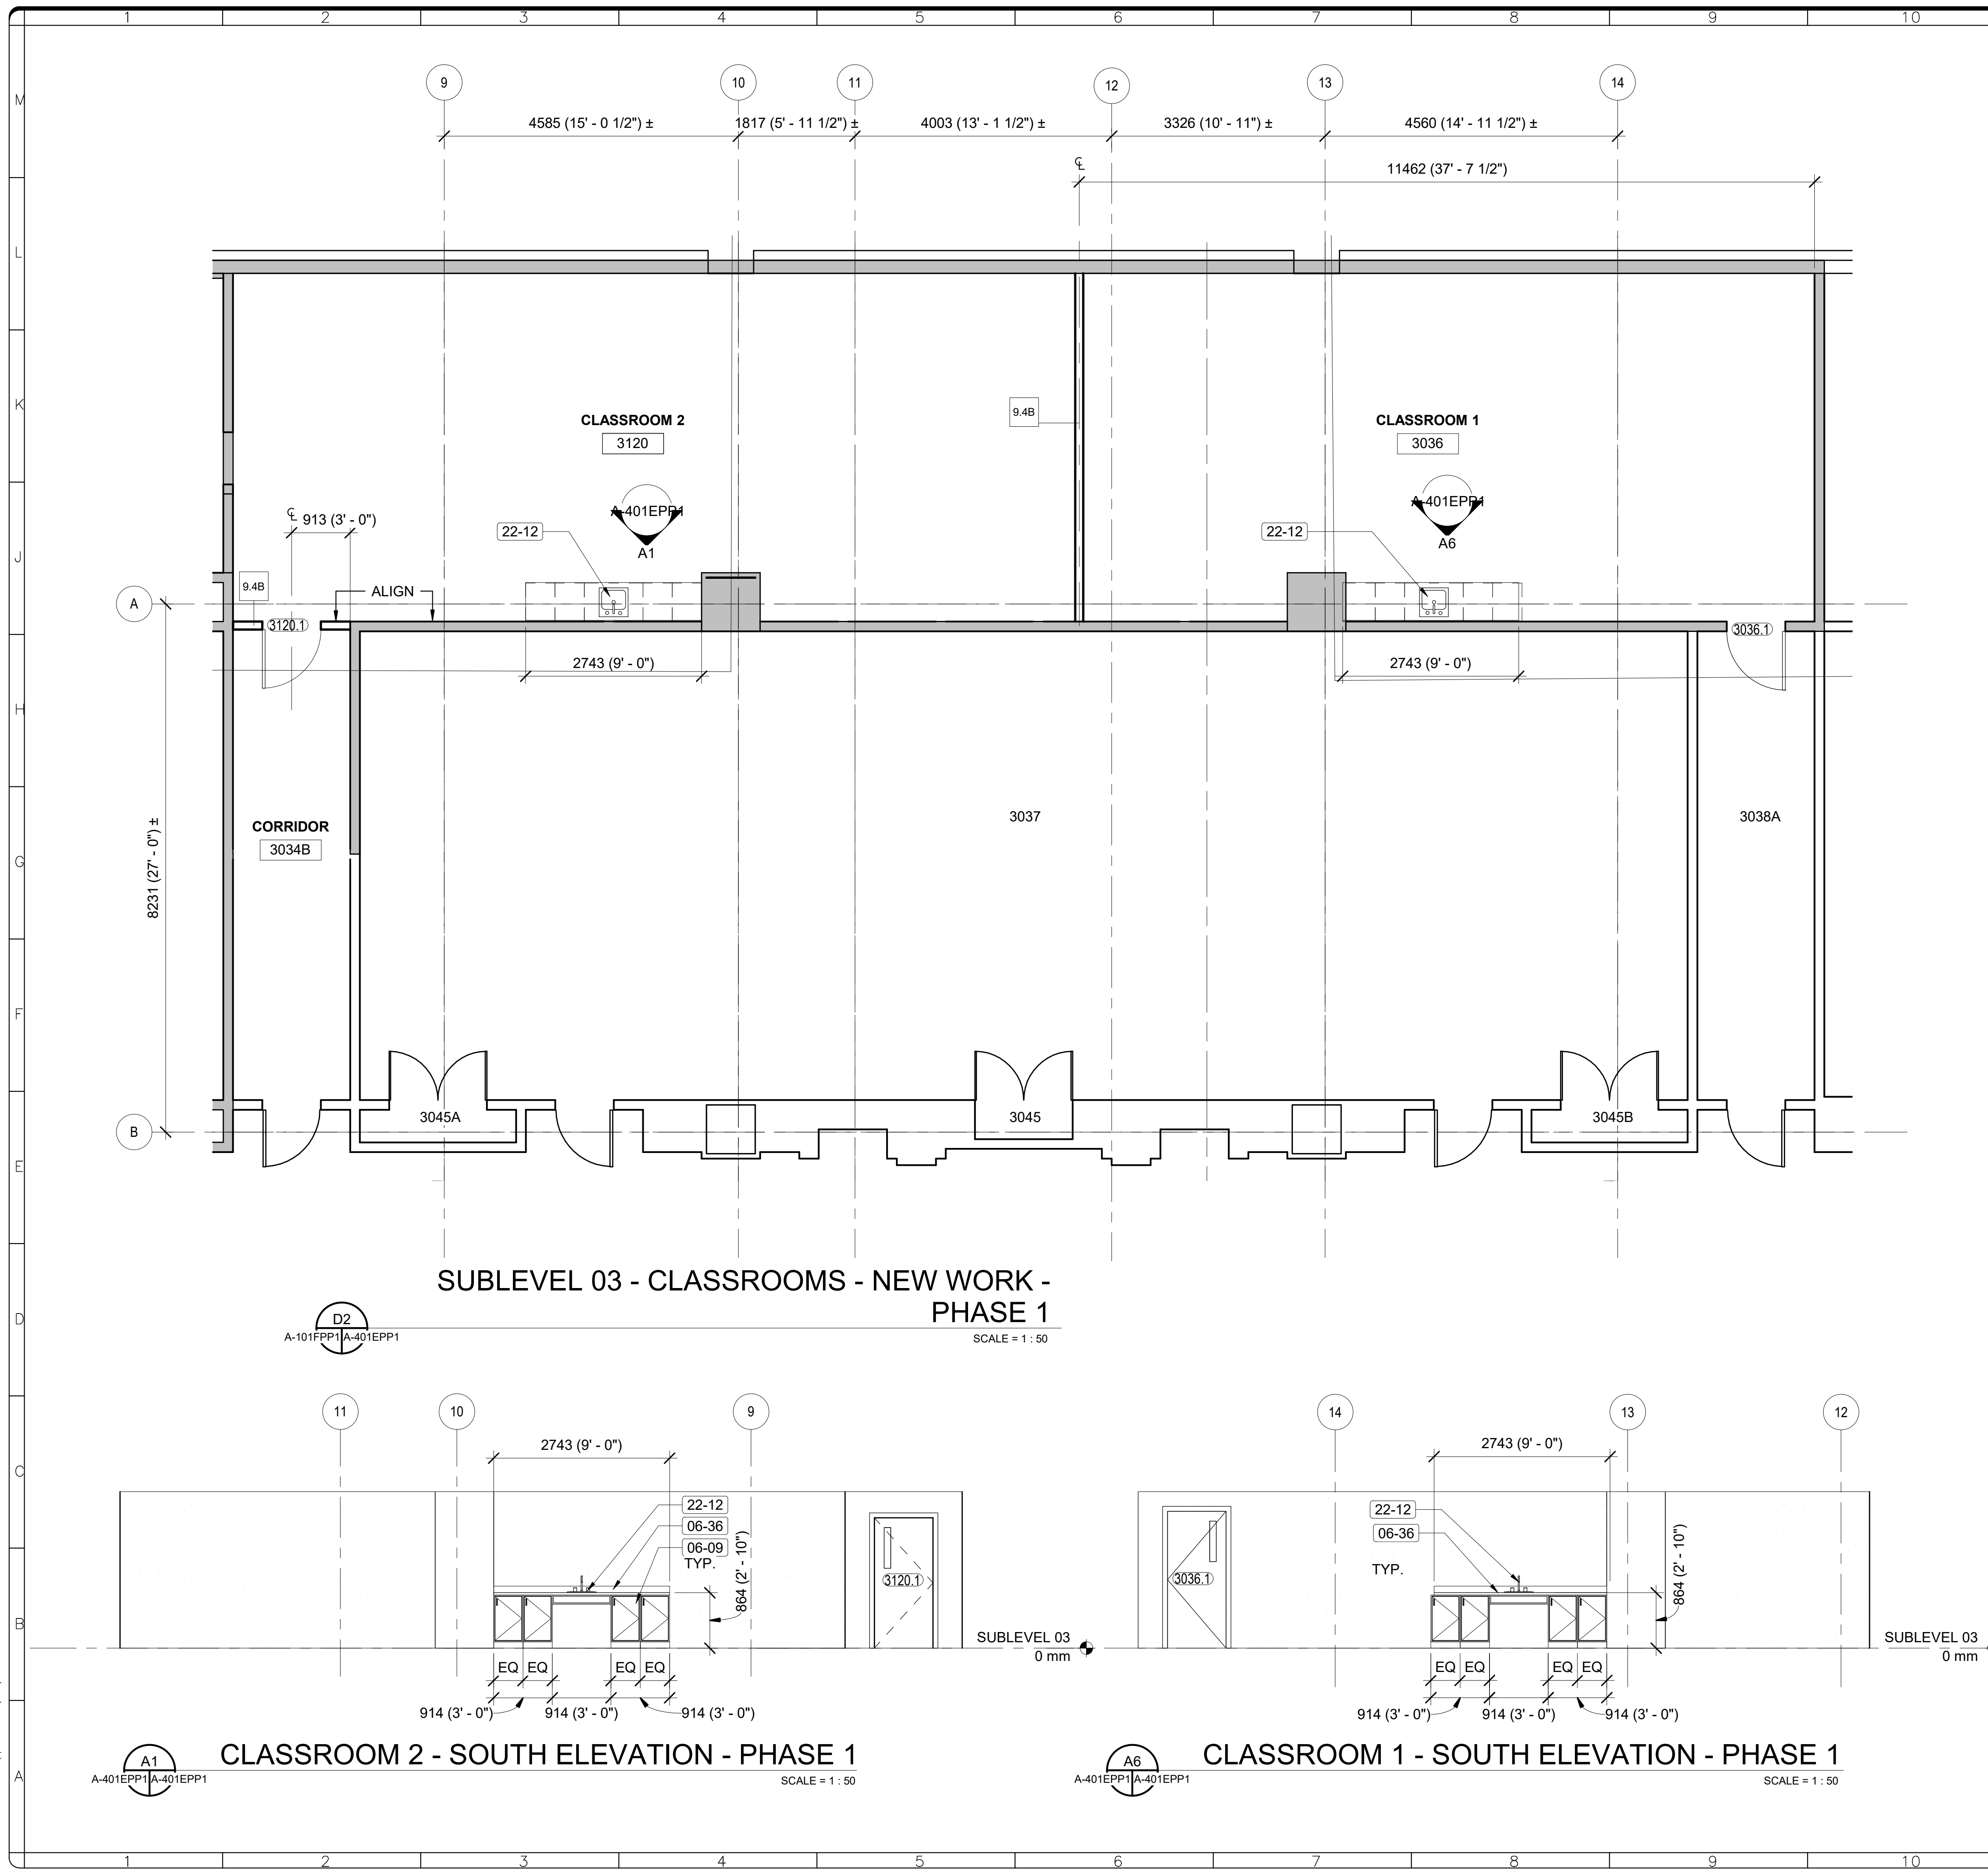 1 2 3 4 5 6 7 8 9 10
M
L
K
J
H
G
F
E
D
C
B
A
9 10 11 12 13 14
4585 (15' - 0 1/2") ±
1817 (5' - 11 1/2") ±
4003 (13' - 1 1/2") ±
3326 (10' - 11") ±
4560 (14' - 11 1/2") ±
℄
11462 (37' - 7 1/2")
CLASSROOM 2
3120
9.4B
CLASSROOM 1
3036
℄ 913 (3' - 0")
22-12
A-401EPP1
A1
22-12
A-401EPP1
A6
9.4B
ALIGN
A
3120.1
3036.1
2743 (9' - 0")
2743 (9' - 0")
8231 (27' - 0") ±
CORRIDOR
3034B
3037
3038A
3045A
3045
3045B
B
SUBLEVEL 03 - CLASSROOMS - NEW WORK -
PHASE 1
D2
A-101FPP1 A-401EPP1
SCALE = 1 : 50
11 10 9
2743 (9' - 0")
22-12
06-36
06-09
TYP.
864 (2' - 10")
3120.1
SUBLEVEL 03
0 mm
EQ EQ EQ EQ
914 (3' - 0") 914 (3' - 0") 914 (3' - 0")
A1
A-401EPP1 A-401EPP1
CLASSROOM 2 - SOUTH ELEVATION - PHASE 1
SCALE = 1 : 50
14 13 12
2743 (9' - 0")
22-12
06-36
TYP.
864 (2' - 10")
3036.1
SUBLEVEL 03
0 mm
EQ EQ EQ EQ
914 (3' - 0") 914 (3' - 0") 914 (3' - 0")
A6
A-401EPP1 A-401EPP1
CLASSROOM 1 - SOUTH ELEVATION - PHASE 1
SCALE = 1 : 50
1 2 3 4 5 6 7 8 9 10